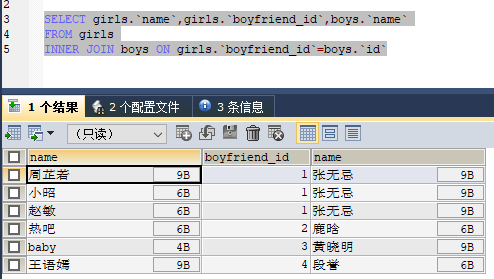 2
3 SELECT girls.`name`,girls.`boyfriend_id`,boys.`name`
4 FROM girls
5 INNER JOIN boys ON girls.`boyfriend_id`=boys.`id`
1 个结果 2 个配置文件 i 3 条信息
(只读)
name boyfriend_id name
周芷若 9B 1 张无忌 9B
小昭 6B 1 张无忌 9B
赵敏 6B 1 张无忌 9B
热吧 6B 2 鹿晗 6B
baby 4B 3 黄晓明 9B
王语嫣 9B 4 段誉 6B